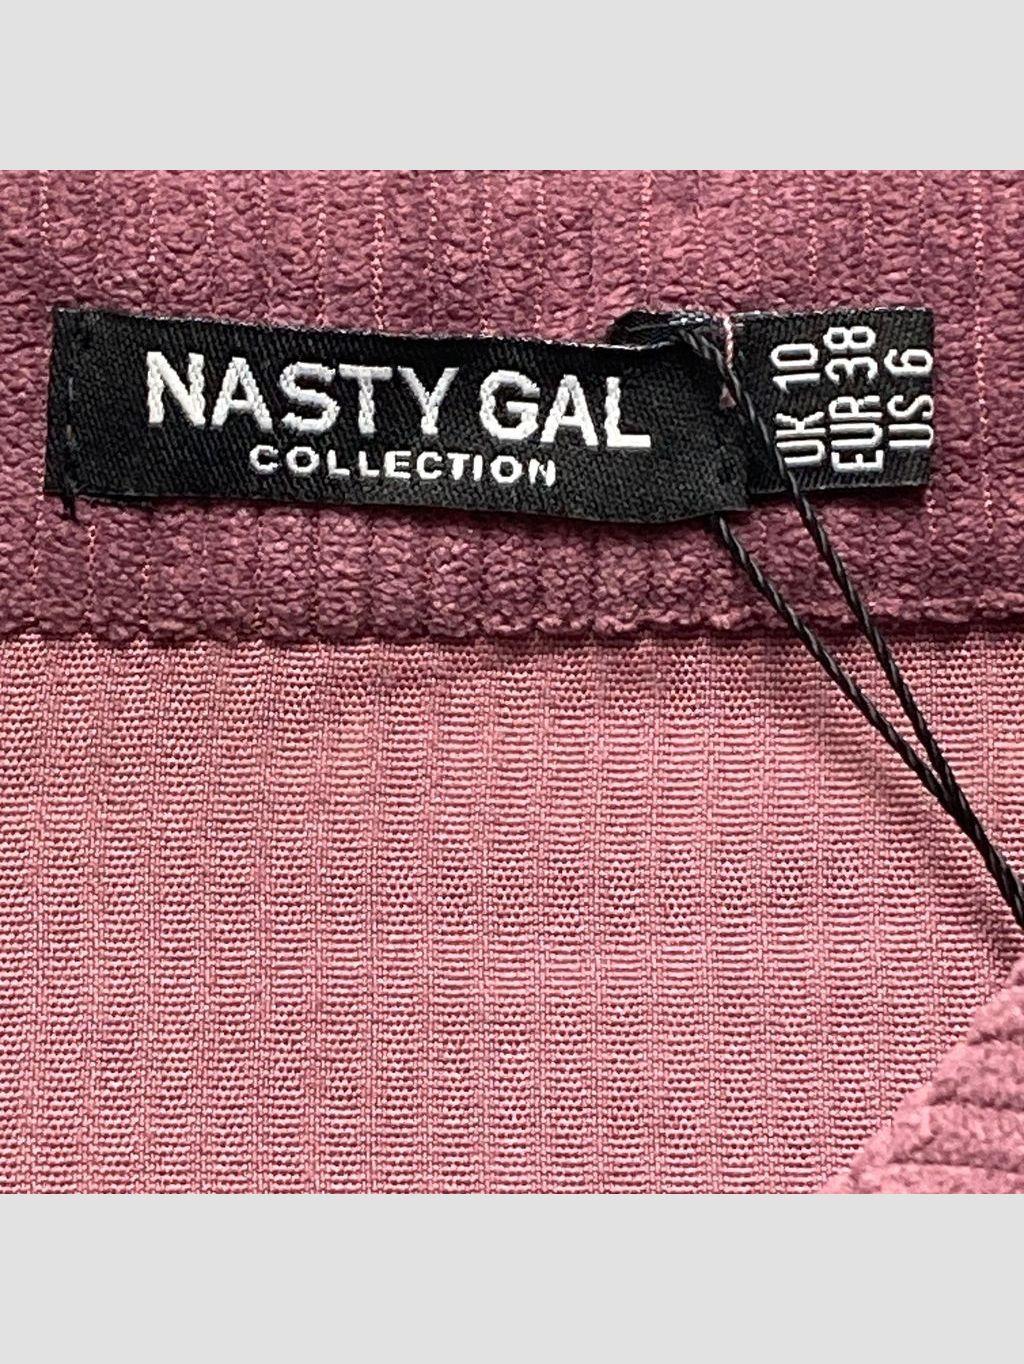 NASTY GAL
COLLECTION
UK 10
EUR 38
US 6